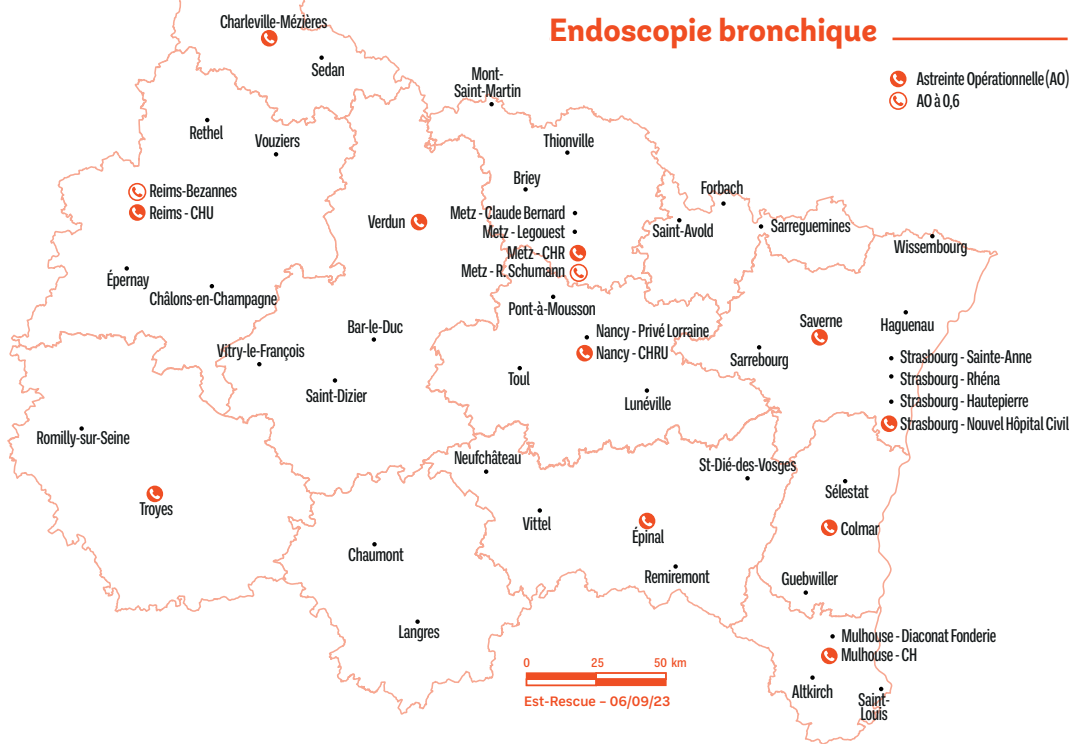 Endoscopie bronchique
Astreinte Opérationnelle (AO)
AO à 0,6
Charleville-Mézières
Sedan
Mont-
Saint-Martin
Rethel
Vouziers
Thionville
Briey
Forbach
Reims-Bezannes
Reims - CHU
Verdun
Metz - Claude Bernard
Metz - Legouest
Metz - CHR
Metz - R. Schumann
Saint-Avold
Sarreguemines
Wissembourg
Épernay
Châlons-en-Champagne
Pont-à-Mousson
Bar-le-Duc
Nancy - Privé Lorraine
Nancy - CHRU
Saverne
Haguenau
Vitry-le-François
Sarrebourg
Strasbourg - Sainte-Anne
Strasbourg - Rhéna
Strasbourg - Hautepierre
Strasbourg - Nouvel Hôpital Civil
Saint-Dizier
Toul
Lunéville
Romilly-sur-Seine
Neufchâteau
St-Dié-des-Vosges
Sélestat
Troyes
Vittel
Épinal
Colmar
Chaumont
Remiremont
Guebwiller
Langres
Mulhouse - Diaconat Fonderie
Mulhouse - CH
Altkirch
Saint-
Louis
0 25 50 km
Est-Rescue – 06/09/23